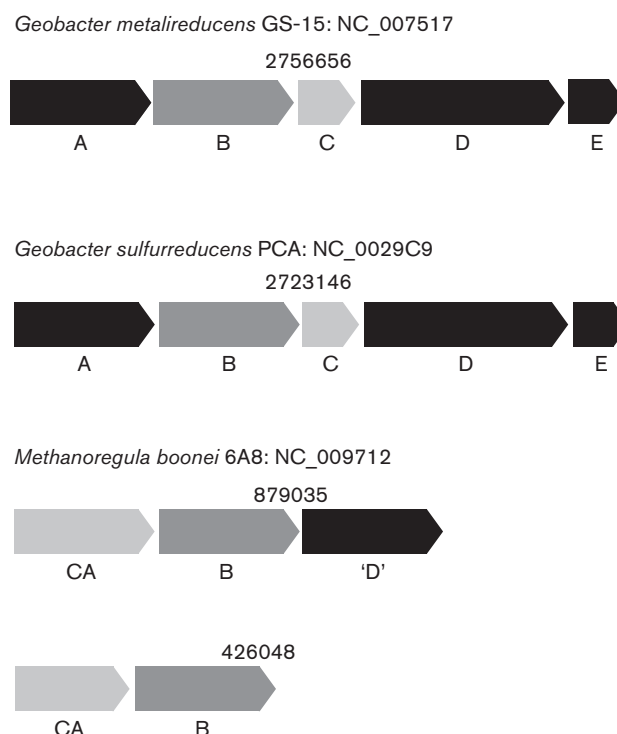 Geobacter metalireducens GS-15: NC_007517
2756656
A B C D E
Geobacter sulfurreducens PCA: NC_0029C9
2723146
A B C D E
Methanoregula boonei 6A8: NC_009712
879035
CA B ‘D’
426048
CA B